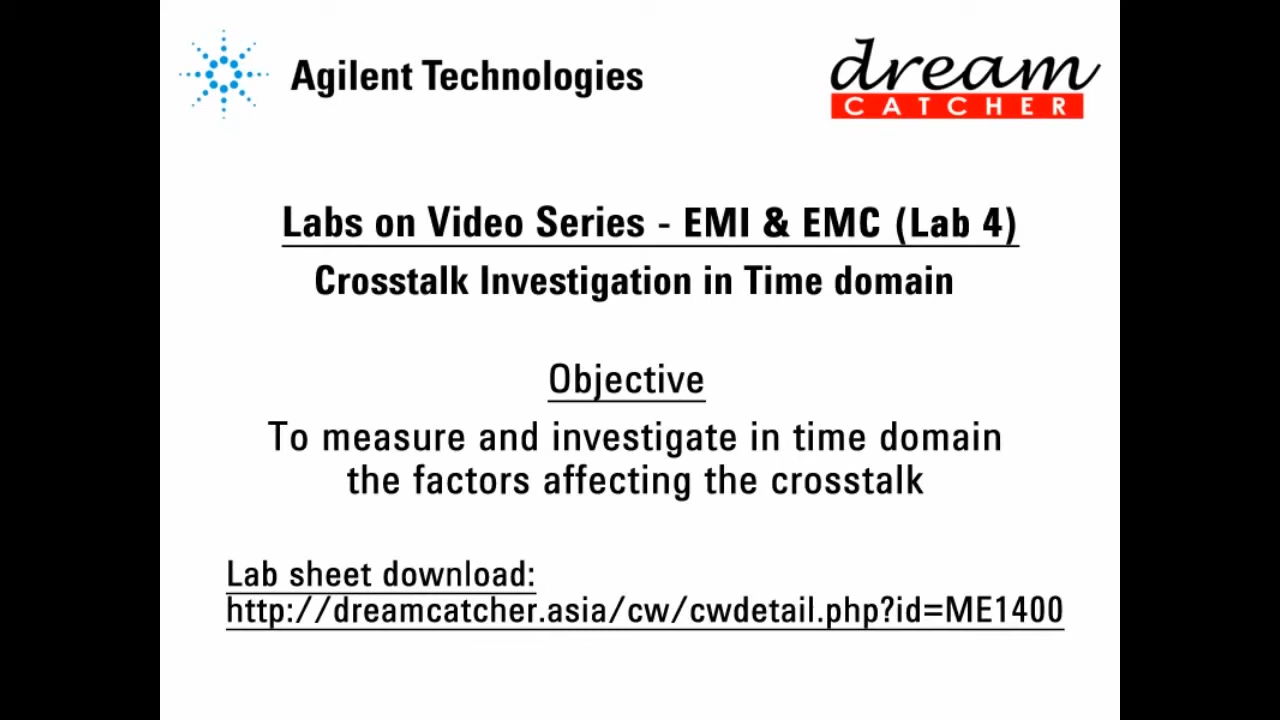 Agilent Technologies
dream
CATCHER
Labs on Video Series - EMI & EMC (Lab 4)
Crosstalk Investigation in Time domain
Objective
To measure and investigate in time domain
the factors affecting the crosstalk
Lab sheet download:
http://dreamcatcher.asia/cw/cwdetail.php?id=ME1400